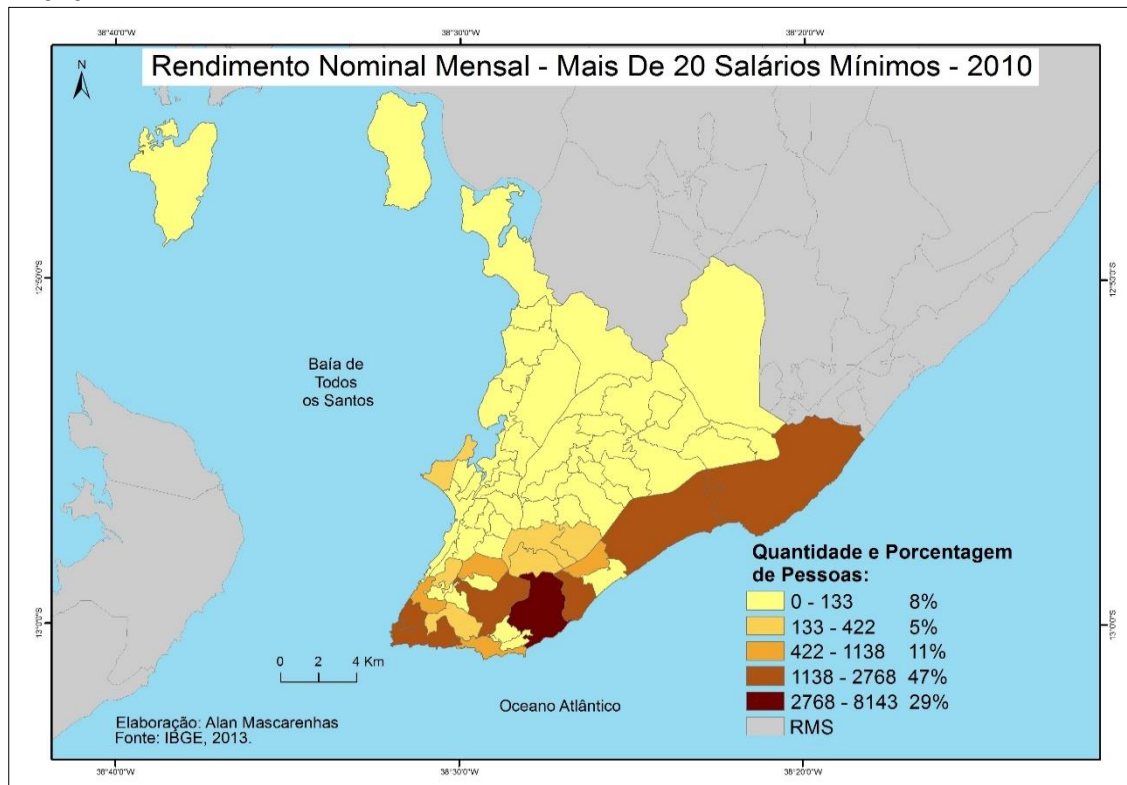 38°40'0"W 38°30'0"W 38°20'0"W
Rendimento Nominal Mensal - Mais De 20 Salários Mínimos - 2010
N
12°50'0"S 12°50'0"S
Baía de
Todos
os Santos
Quantidade e Porcentagem
de Pessoas:
0 - 133 8%
133 - 422 5%
422 - 1138 11%
1138 - 2768 47%
2768 - 8143 29%
RMS
13°0'0"S 13°0'0"S
0 2 4 Km
Oceano Atlântico
Elaboração: Alan Mascarenhas
Fonte: IBGE, 2013.
38°40'0"W 38°30'0"W 38°20'0"W